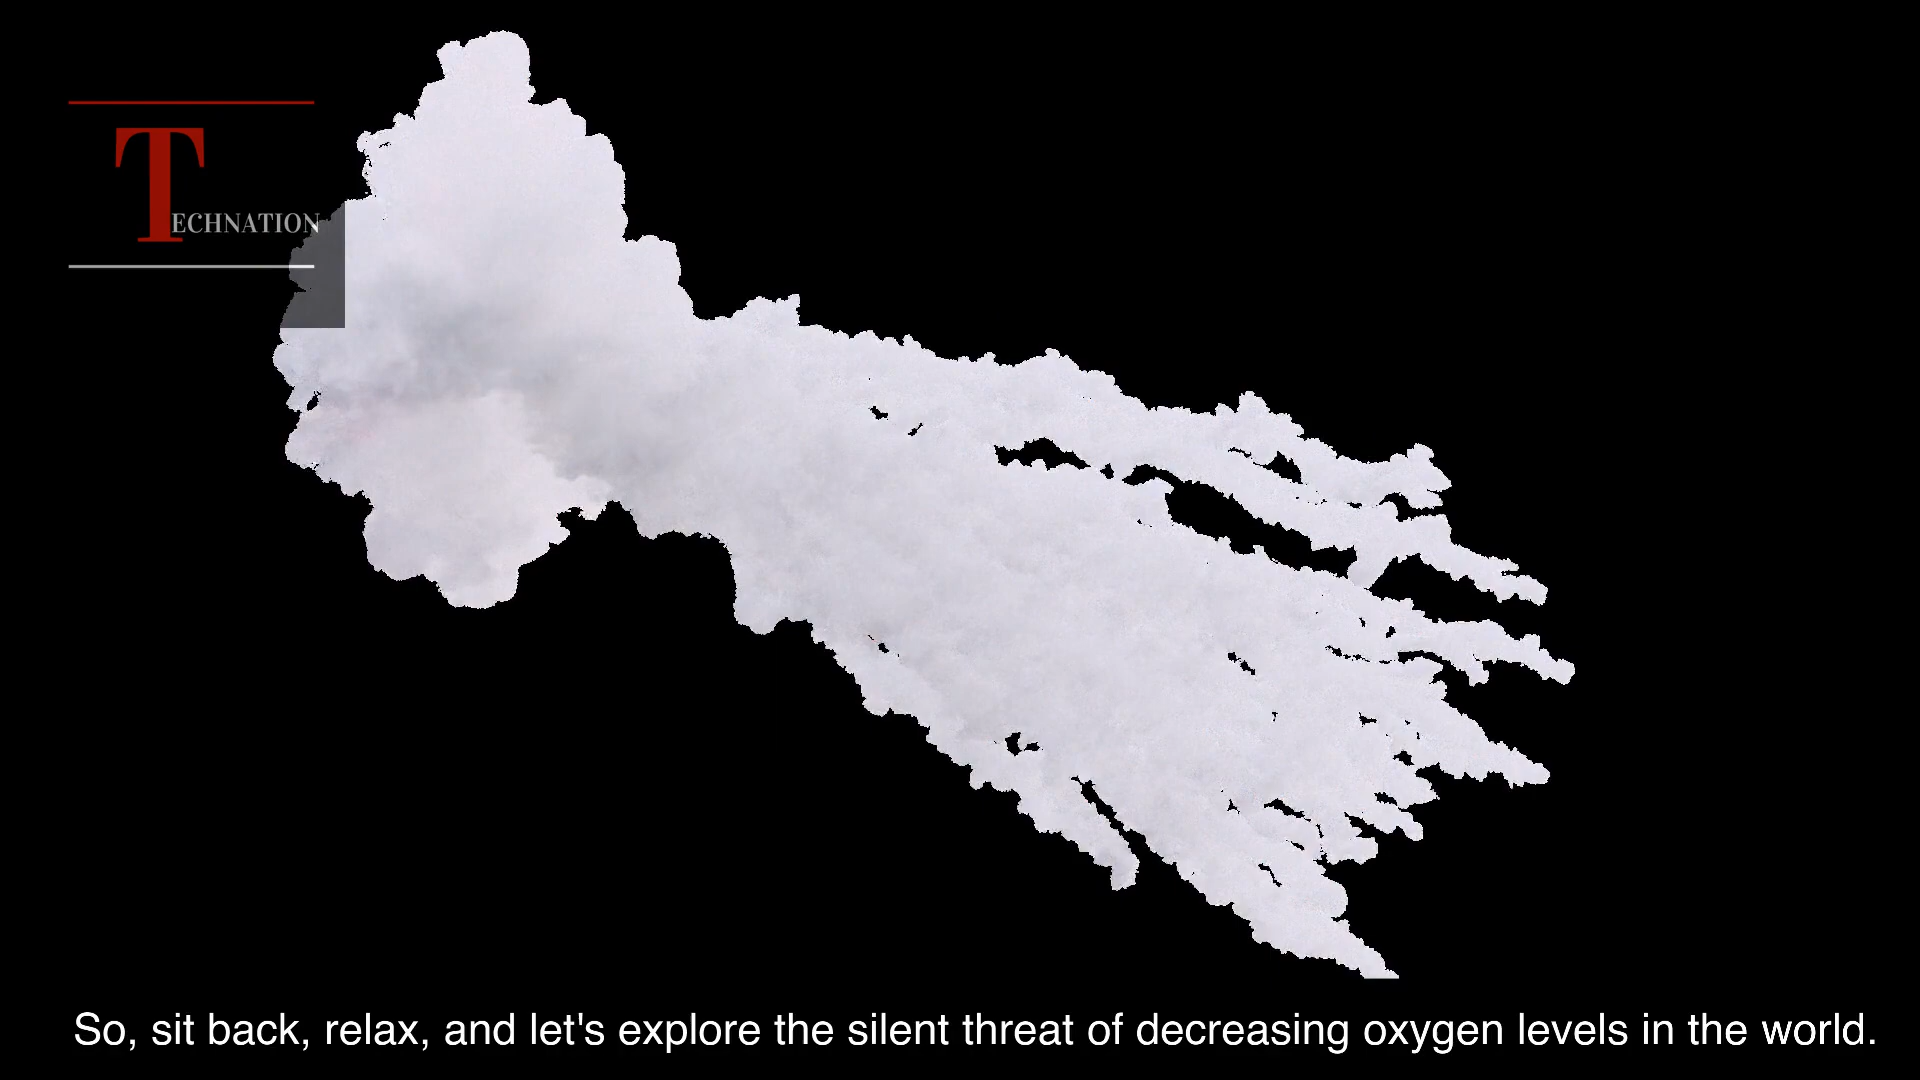 TECHNATION
So, sit back, relax, and let's explore the silent threat of decreasing oxygen levels in the world.